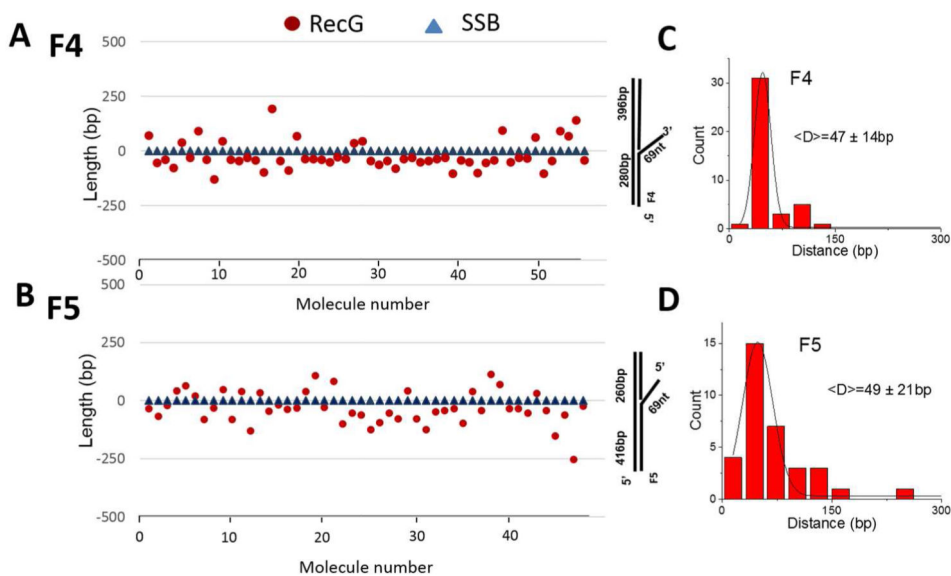 RecG SSB
A F4
500
250
0
-250
-500
Length (bp)
0 10 20 30 40 50
Molecule number
396bp
280bp
3'
69nt
F4
5'
C
F4
<D>=47 ± 14bp
30
20
10
0
Count
0 150 300
Distance (bp)
B F5
500
250
0
-250
-500
Length (bp)
0 10 20 30 40
Molecule number
260bp
416bp
5'
69nt
5'
F5
D
F5
<D>=49 ± 21bp
15
10
5
0
Count
0 150 300
Distance (bp)